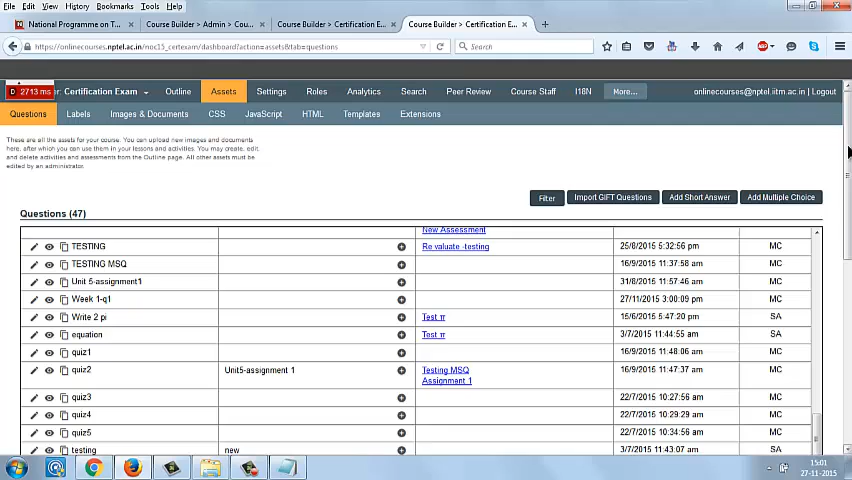 File Edit View History Bookmarks Tools Help
National Programme on T...
Course Builder > Admin > Cou...
Course Builder > Certification E...
Course Builder > Certification E...
https://onlinecourses.nptel.ac.in/noc15_certexam/dashboard?action=assets&tab=questions
Search
D 2713 ms
er: Certification Exam Outline Assets Settings Roles Analytics Search Peer Review Course Staff I18N More... onlinecourses@nptel.iitm.ac.in | Logout
Questions Labels Images & Documents CSS JavaScript HTML Templates Extensions
These are all the assets for your course. You can upload new images and documents
here, after which you can use them in your lessons and activities. You may create, edit,
and delete activities and assessments from the Outline page. All other assets must be
edited by an administrator.
Filter Import GIFT Questions Add Short Answer Add Multiple Choice
Questions (47)
New Assessment
TESTING Re valuate -testing 25/8/2015 5:32:56 pm MC
TESTING MSQ 16/9/2015 11:37:58 am MC
Unit 5-assignment1 31/8/2015 11:57:46 am MC
Week 1-q1 27/11/2015 3:00:09 pm MC
Write 2 pi Test π 15/6/2015 5:47:20 pm SA
equation Test π 3/7/2015 11:44:55 am SA
quiz1 16/9/2015 11:48:06 am MC
quiz2 Unit5-assignment 1 Testing MSQ 16/9/2015 11:47:37 am MC
Assignment 1
quiz3 22/7/2015 10:27:56 am MC
quiz4 22/7/2015 10:29:29 am MC
quiz5 22/7/2015 10:34:56 am MC
testing new 3/7/2015 11:43:07 am SA
15:01
27-11-2015